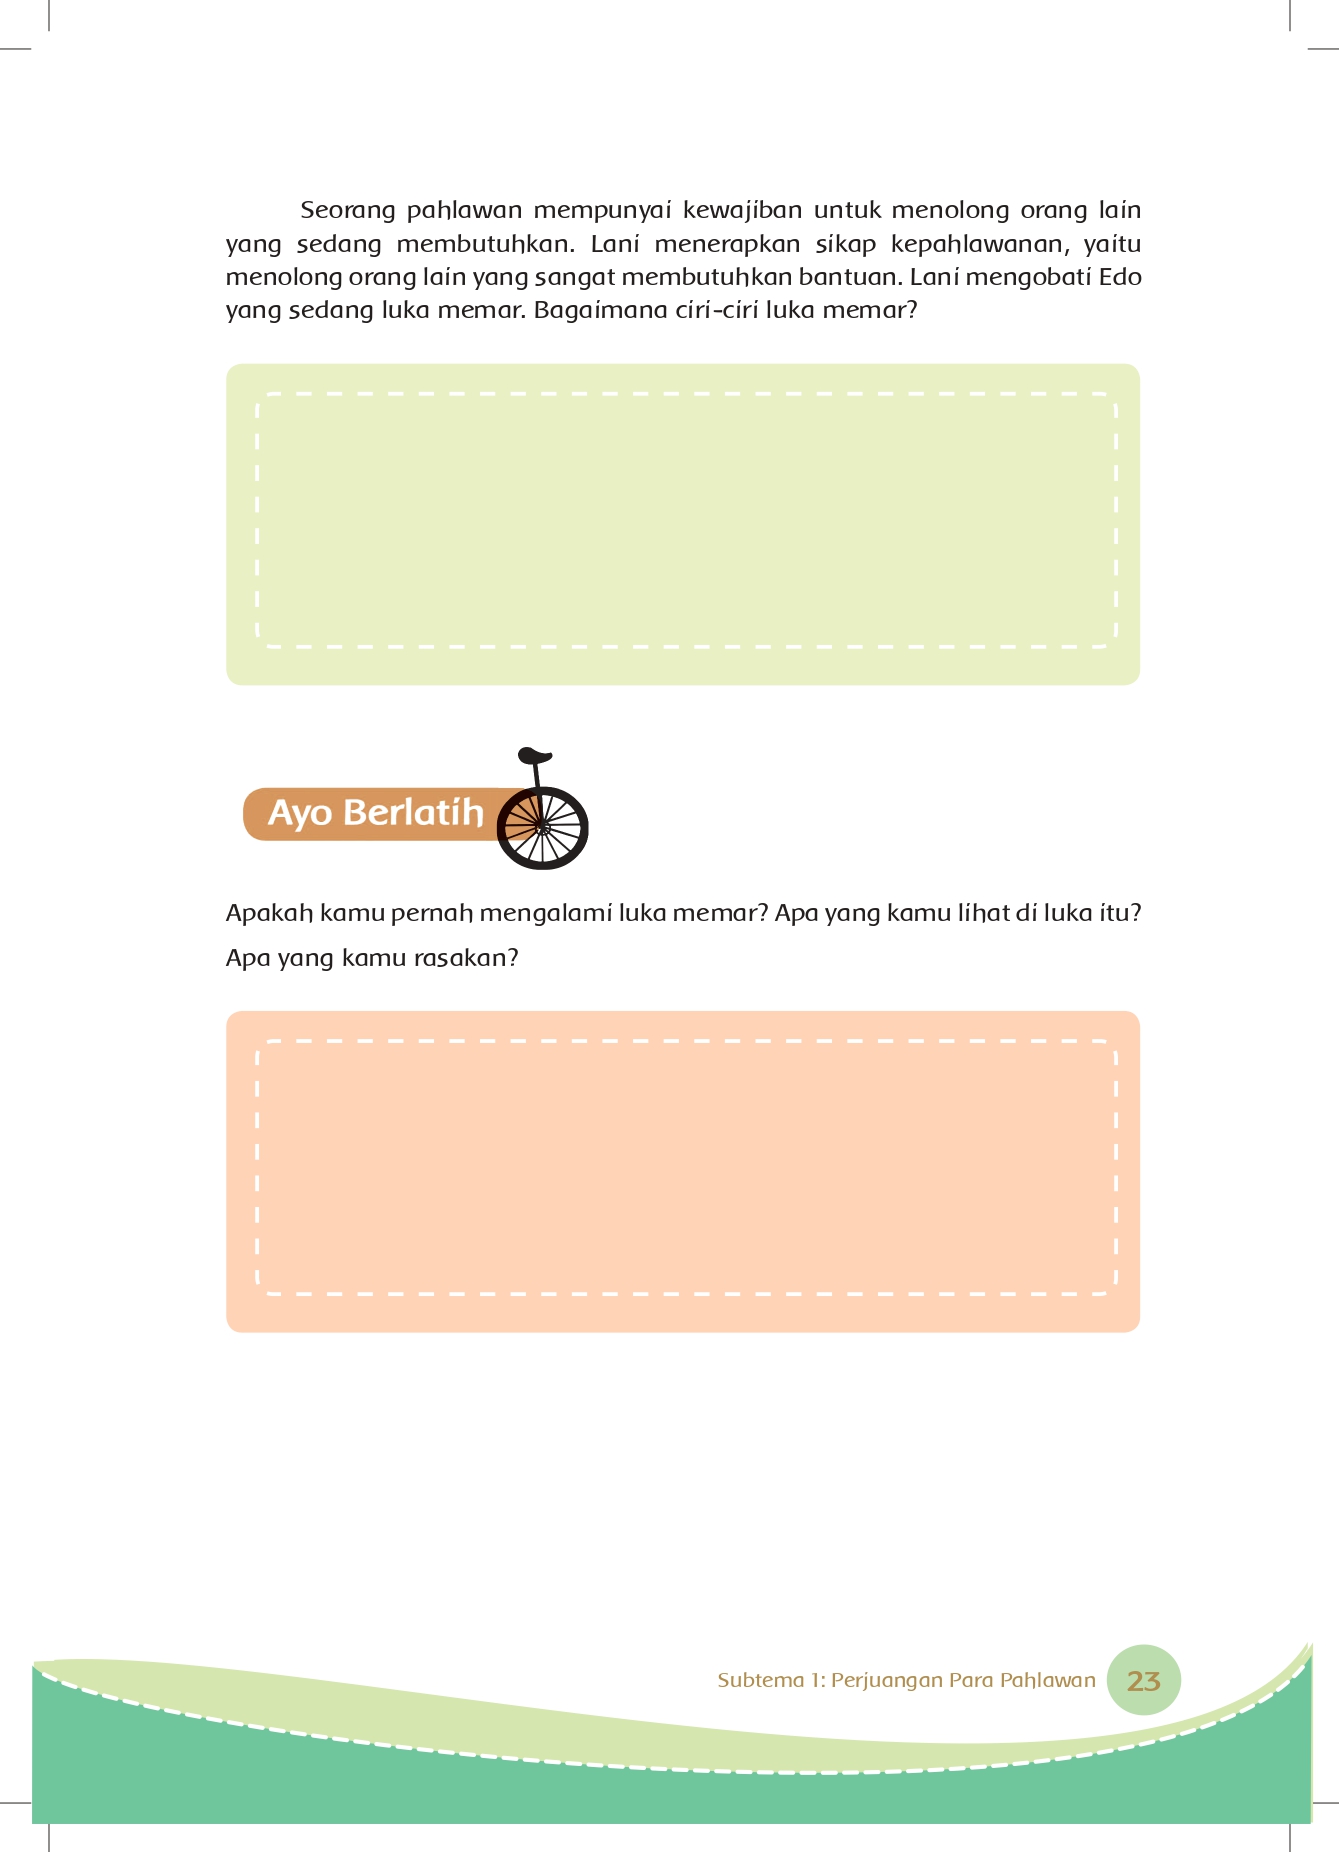 Seorang pahlawan mempunyai kewajiban untuk menolong orang lain
yang sedang membutuhkan. Lani menerapkan sikap kepahlawanan, yaitu
menolong orang lain yang sangat membutuhkan bantuan. Lani mengobati Edo
yang sedang luka memar. Bagaimana ciri-ciri luka memar?
Ayo Berlatih
Apakah kamu pernah mengalami luka memar? Apa yang kamu lihat di luka itu?
Apa yang kamu rasakan?
Subtema 1: Perjuangan Para Pahlawan 23